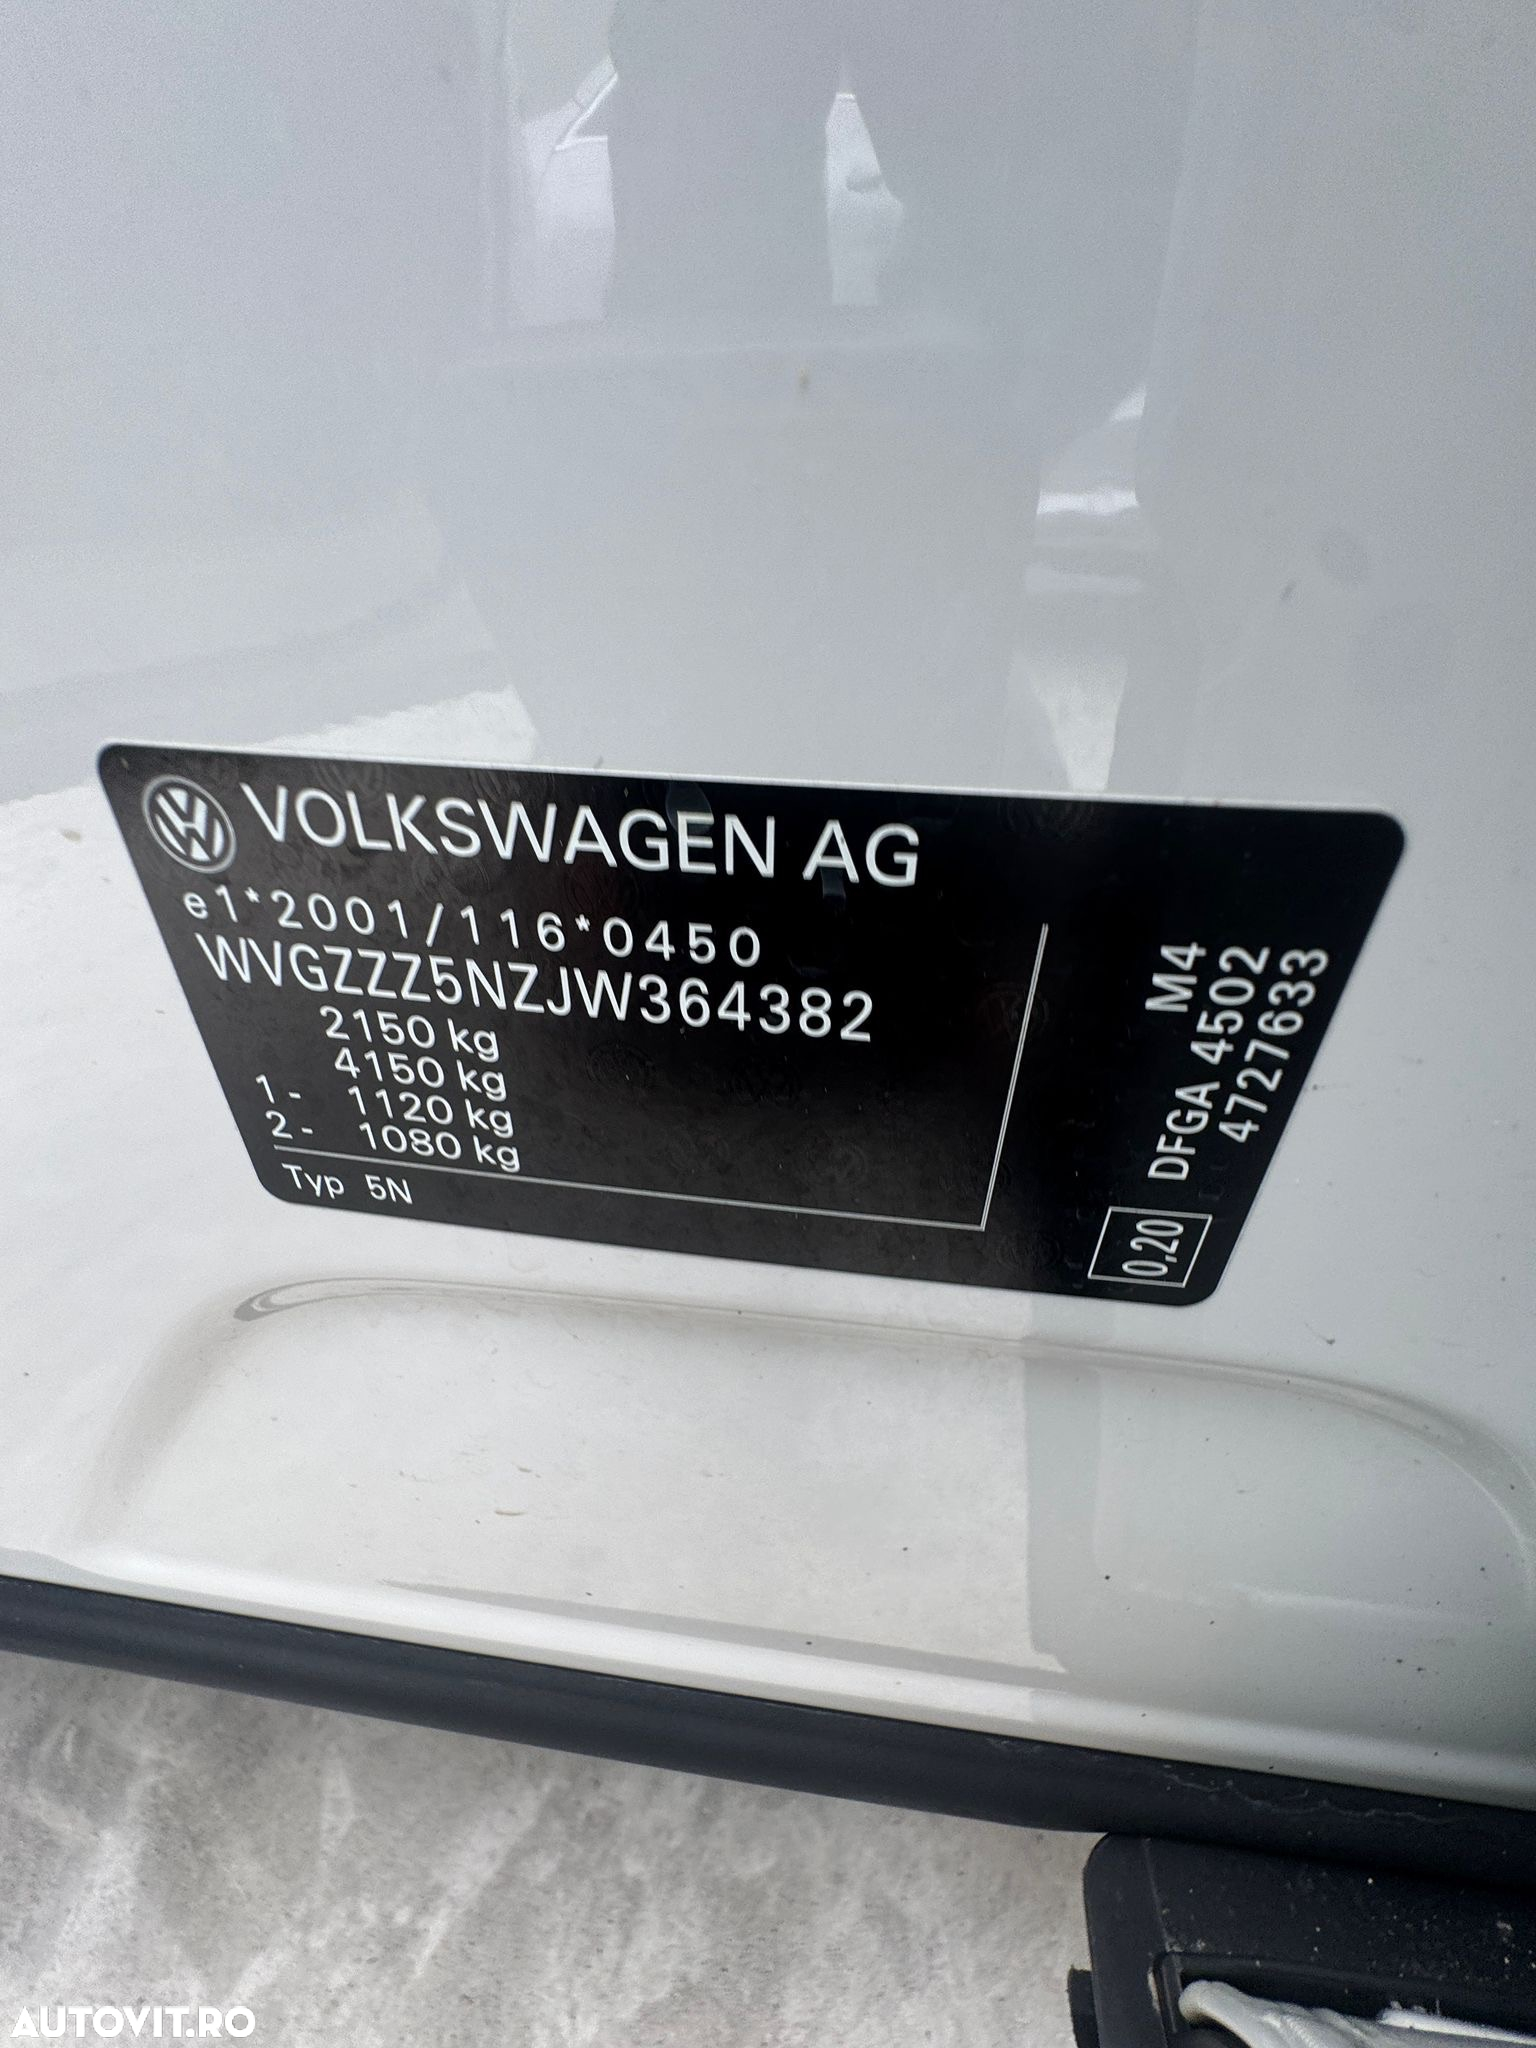 VOLKSWAGEN AG
e1*2001/116*0450
WVGZZZ5NZJW364382
2150 kg
4150 kg
1- 1120 kg
2- 1080 kg
Typ 5N
M4
DFGA 4502
4727633
0,20
AUTOVIT.RO